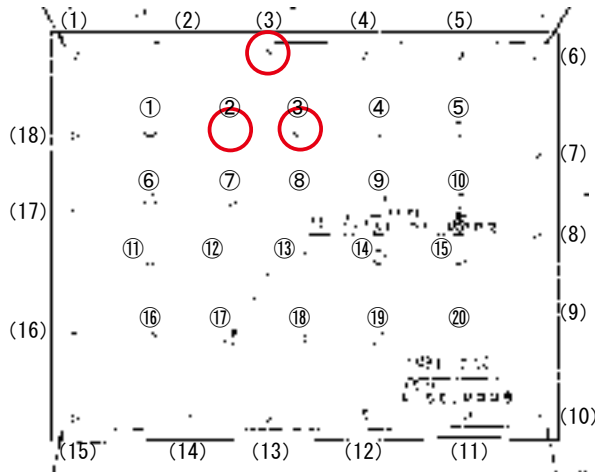 (1) (2) (3) (4) (5)
(6)
① ② ③ ④ ⑤
(18)
(7)
⑥ ⑦ ⑧ ⑨ ⑩
(17)
(8)
⑪ ⑫ ⑬ ⑭ ⑮
(9)
⑯ ⑰ ⑱ ⑲ ⑳
(16)
(10)
(15) (14) (13) (12) (11)